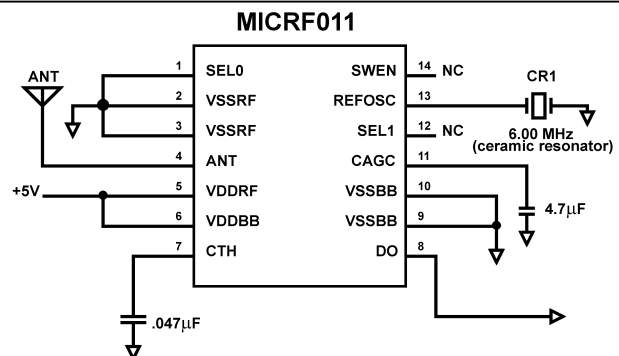 MICRF011
ANT
+5V
1 SEL0
2 VSSRF
3 VSSRF
4 ANT
5 VDDRF
6 VDDBB
7 CTH
.047µF
SWEN 14 NC
REFOSC 13
SEL1 12 NC
CAGC 11
VSSBB 10
VSSBB 9
DO 8
CR1
6.00 MHz
(ceramic resonator)
4.7µF